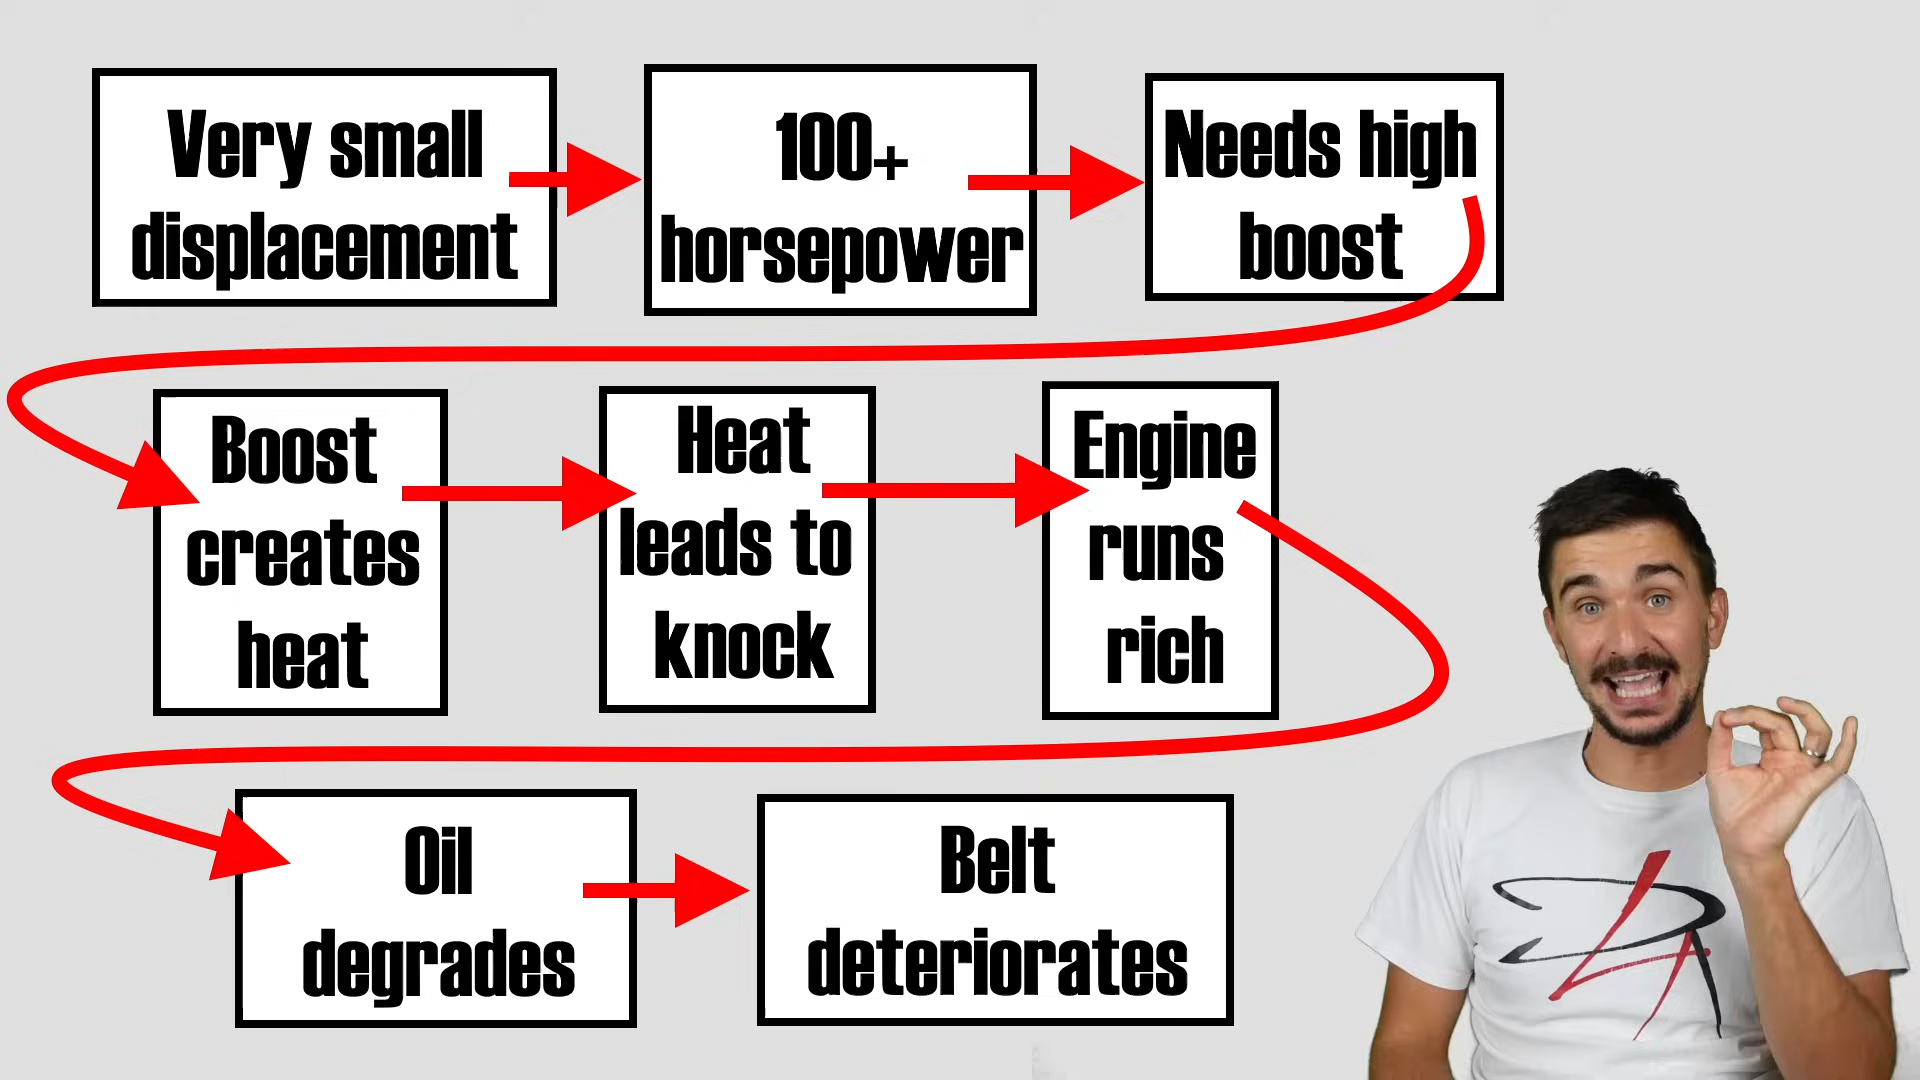 Very small
displacement
100+
horsepower
Needs high
boost
Boost
creates
heat
Heat
leads to
knock
Engine
runs
rich
Oil
degrades
Belt
deteriorates